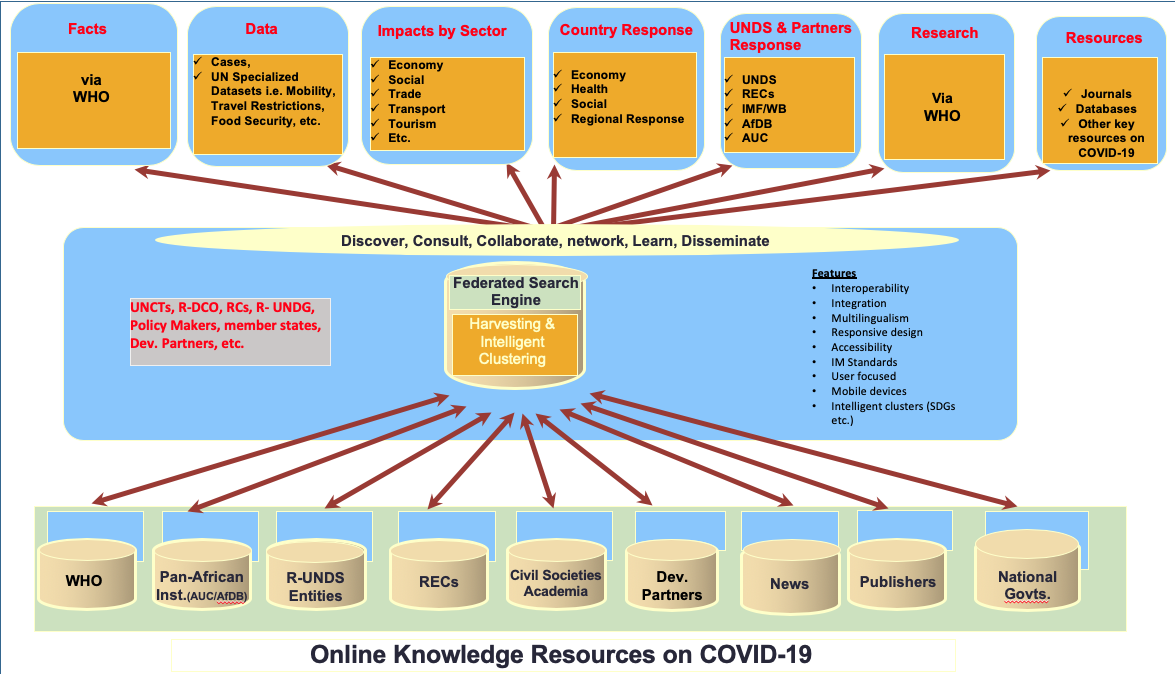 Facts
via
WHO
Data
✓ Cases,
✓ UN Specialized
Datasets i.e. Mobility,
Travel Restrictions,
Food Security, etc.
Impacts by Sector
✓ Economy
✓ Social
✓ Trade
✓ Transport
✓ Tourism
✓ Etc.
Country Response
✓ Economy
✓ Health
✓ Social
✓ Regional Response
UNDS & Partners
Response
✓ UNDS
✓ RECs
✓ IMF/WB
✓ AfDB
✓ AUC
Research
Via
WHO
Resources
✓ Journals
✓ Databases
✓ Other key
resources on
COVID-19
Discover, Consult, Collaborate, network, Learn, Disseminate
UNCTs, R-DCO, RCs, R- UNDG,
Policy Makers, member states,
Dev. Partners, etc.
Federated Search
Engine
Harvesting &
Intelligent
Clustering
Features
• Interoperability
• Integration
• Multilingualism
• Responsive design
• Accessibility
• IM Standards
• User focused
• Mobile devices
• Intelligent clusters (SDGs
etc.)
WHO
Pan-African
Inst.(AUC/AfDB)
R-UNDS
Entities
RECs
Civil Societies
Academia
Dev.
Partners
News
Publishers
National
Govts.
Online Knowledge Resources on COVID-19